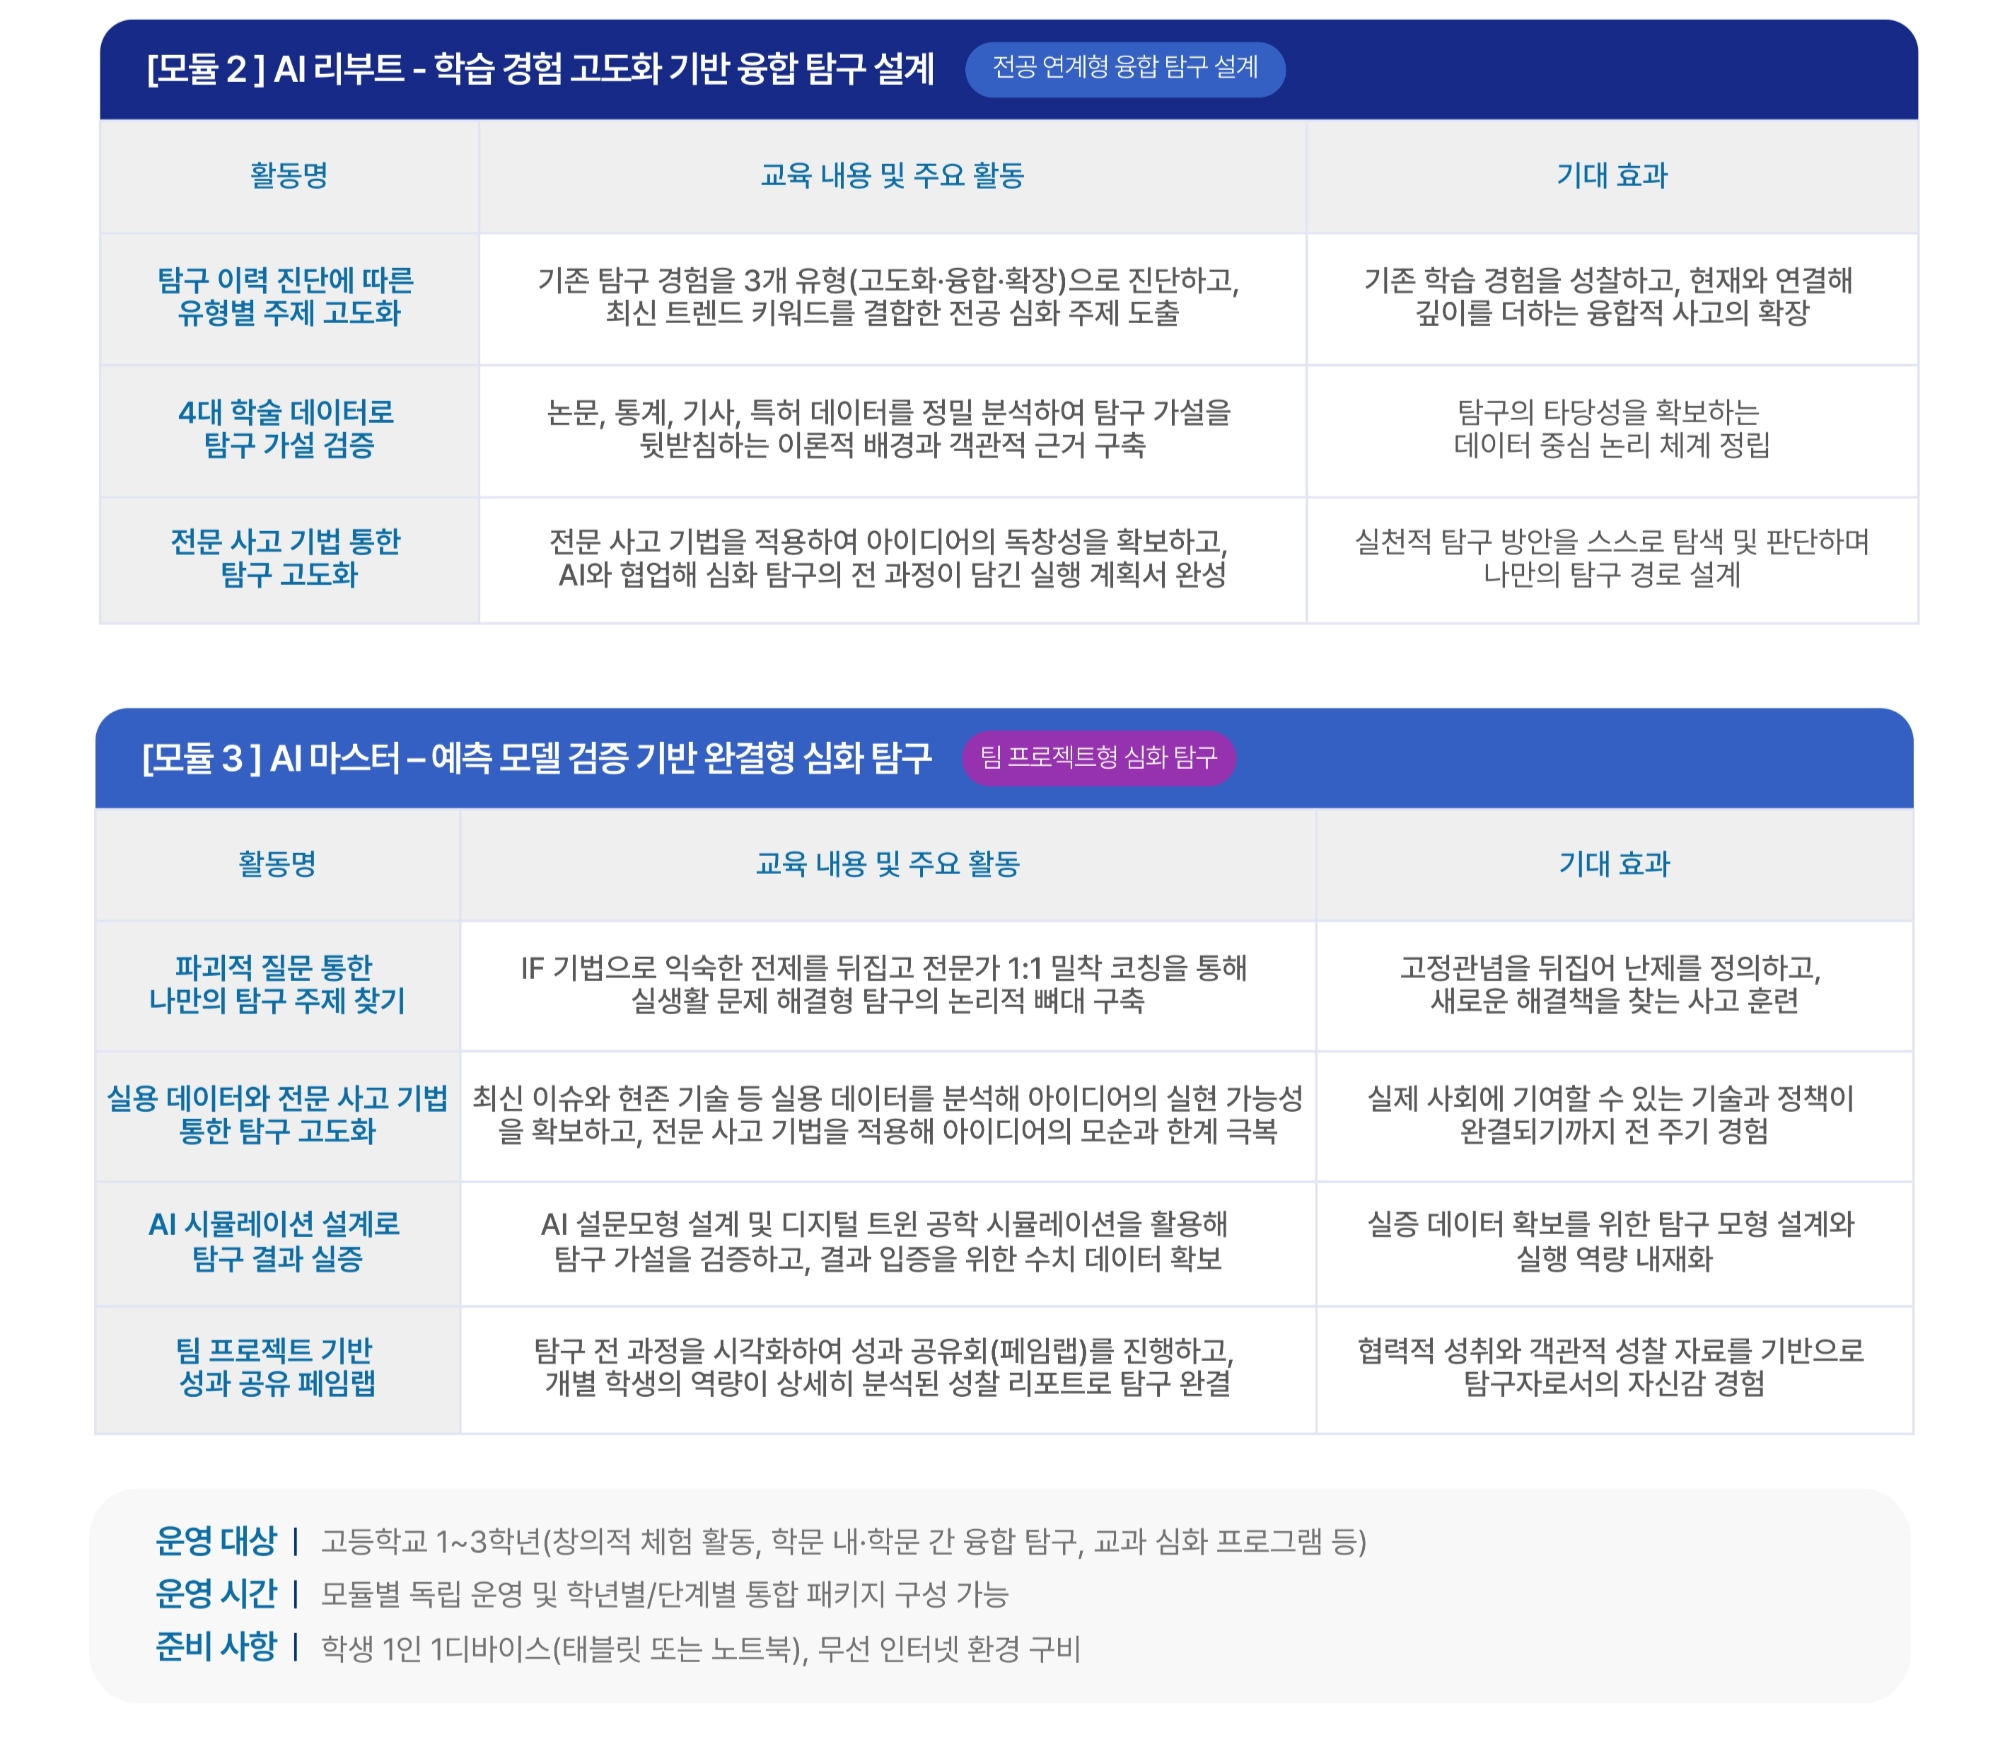 [모듈 2 ] AI 리부트 - 학습 경험 고도화 기반 융합 탐구 설계
전공 연계형 융합 탐구 설계
활동명
교육 내용 및 주요 활동
기대 효과
탐구 이력 진단에 따른
유형별 주제 고도화
기존 탐구 경험을 3개 유형(고도화·융합·확장)으로 진단하고,
최신 트렌드 키워드를 결합한 전공 심화 주제 도출
기존 학습 경험을 성찰하고, 현재와 연결해
깊이를 더하는 융합적 사고의 확장
4대 학술 데이터로
탐구 가설 검증
논문, 통계, 기사, 특허 데이터를 정밀 분석하여 탐구 가설을
뒷받침하는 이론적 배경과 객관적 근거 구축
탐구의 타당성을 확보하는
데이터 중심 논리 체계 정립
전문 사고 기법 통한
탐구 고도화
전문 사고 기법을 적용하여 아이디어의 독창성을 확보하고,
AI와 협업해 심화 탐구의 전 과정이 담긴 실행 계획서 완성
실천적 탐구 방안을 스스로 탐색 및 판단하며
나만의 탐구 경로 설계
[모듈 3 ] AI 마스터 – 예측 모델 검증 기반 완결형 심화 탐구
팀 프로젝트형 심화 탐구
활동명
교육 내용 및 주요 활동
기대 효과
파괴적 질문 통한
나만의 탐구 주제 찾기
IF 기법으로 익숙한 전제를 뒤집고 전문가 1:1 밀착 코칭을 통해
실생활 문제 해결형 탐구의 논리적 뼈대 구축
고정관념을 뒤집어 난제를 정의하고,
새로운 해결책을 찾는 사고 훈련
실용 데이터와 전문 사고 기법
통한 탐구 고도화
최신 이슈와 현존 기술 등 실용 데이터를 분석해 아이디어의 실현 가능성
을 확보하고, 전문 사고 기법을 적용해 아이디어의 모순과 한계 극복
실제 사회에 기여할 수 있는 기술과 정책이
완결되기까지 전 주기 경험
AI 시뮬레이션 설계로
탐구 결과 실증
AI 설문모형 설계 및 디지털 트윈 공학 시뮬레이션을 활용해
탐구 가설을 검증하고, 결과 입증을 위한 수치 데이터 확보
실증 데이터 확보를 위한 탐구 모형 설계와
실행 역량 내재화
팀 프로젝트 기반
성과 공유 페임랩
탐구 전 과정을 시각화하여 성과 공유회(페임랩)를 진행하고,
개별 학생의 역량이 상세히 분석된 성찰 리포트로 탐구 완결
협력적 성취와 객관적 성찰 자료를 기반으로
탐구자로서의 자신감 경험
운영 대상 | 고등학교 1~3학년(창의적 체험 활동, 학문 내·학문 간 융합 탐구, 교과 심화 프로그램 등)
운영 시간 | 모듈별 독립 운영 및 학년별/단계별 통합 패키지 구성 가능
준비 사항 | 학생 1인 1디바이스(태블릿 또는 노트북), 무선 인터넷 환경 구비